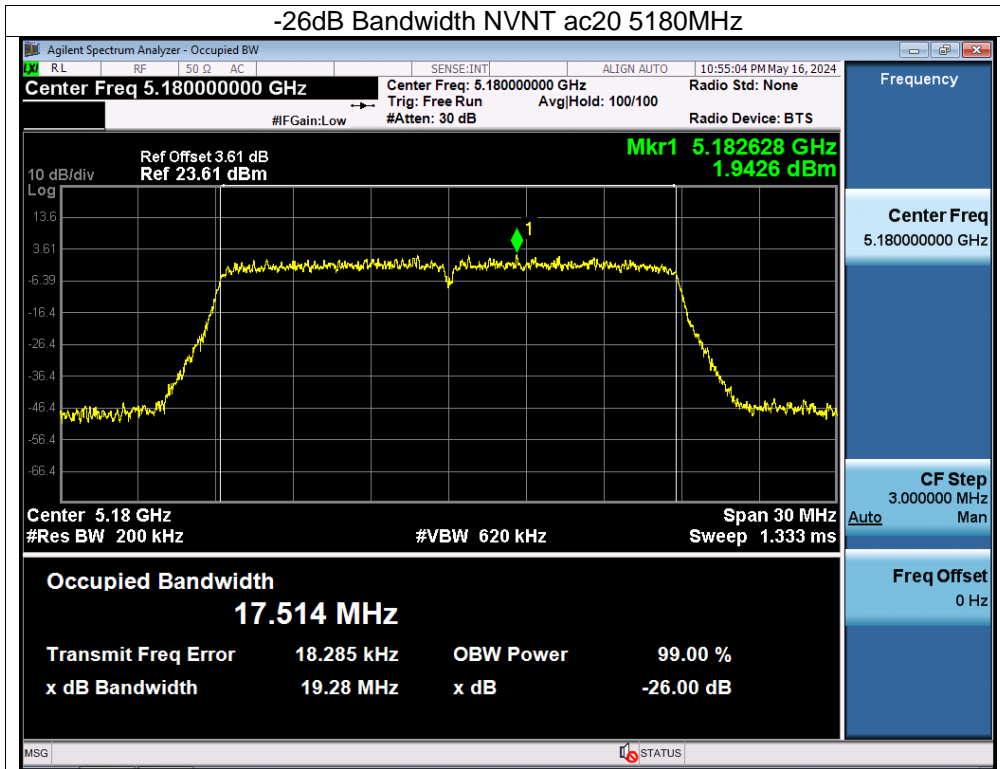 -26dB Bandwidth NVNT ac20 5180MHz
Agilent Spectrum Analyzer - Occupied BW
LXI RL RF 50 Ω AC SENSE:INT ALIGN AUTO 10:55:04 PM May 16, 2024
Center Freq 5.180000000 GHz Center Freq: 5.180000000 GHz Radio Std: None
Trig: Free Run Avg|Hold: 100/100
#IFGain:Low #Atten: 30 dB Radio Device: BTS
Frequency
Mkr1 5.182628 GHz
1.9426 dBm
Ref Offset 3.61 dB
10 dB/div Ref 23.61 dBm
Log
13.6
3.61
-6.39
-16.4
-26.4
-36.4
-46.4
-56.4
-66.4
1
Center 5.18 GHz Span 30 MHz
#Res BW 200 kHz #VBW 620 kHz Sweep 1.333 ms
Center Freq
5.180000000 GHz
CF Step
3.000000 MHz
Auto Man
Freq Offset
0 Hz
Occupied Bandwidth
17.514 MHz
Transmit Freq Error 18.285 kHz OBW Power 99.00 %
x dB Bandwidth 19.28 MHz x dB -26.00 dB
MSG STATUS